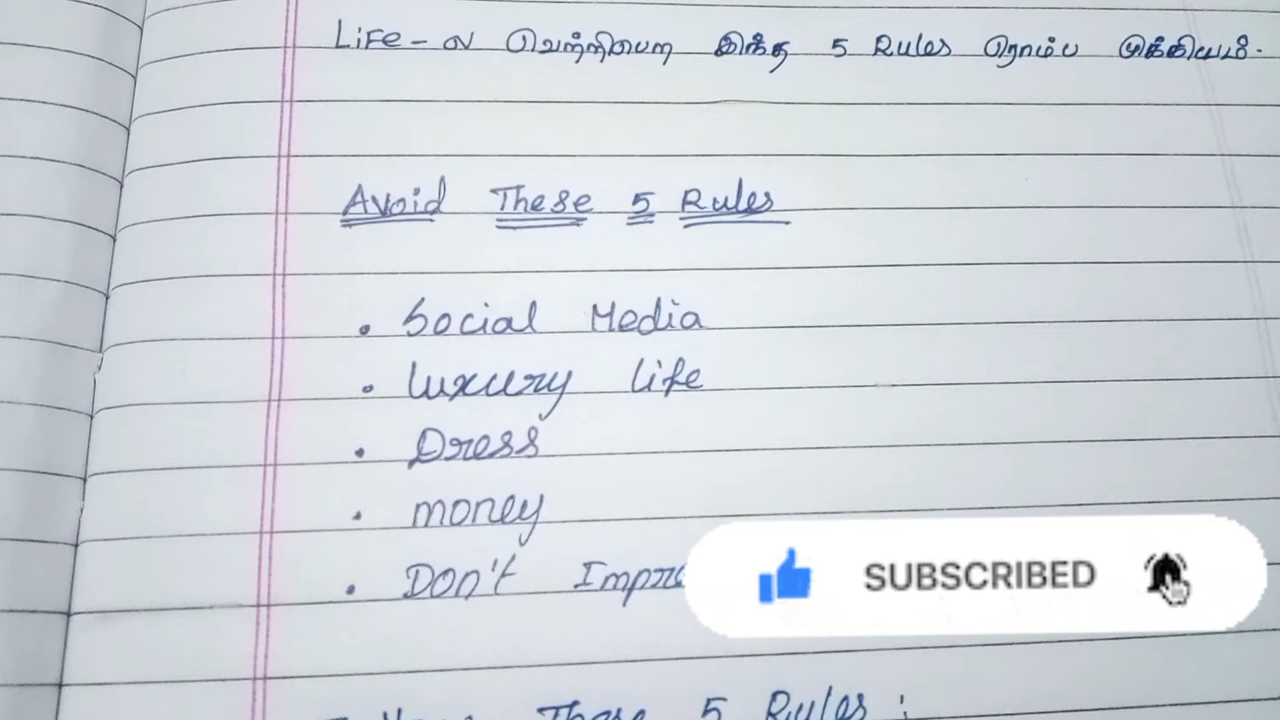 Life - ல வெற்றிபெற இந்த 5 Rules ரொம்ப முக்கியம்.
Avoid These 5 Rules
• Social Media
• luxury life
• Dress
• money
• Don't
SUBSCRIBED
These 5 Rules :